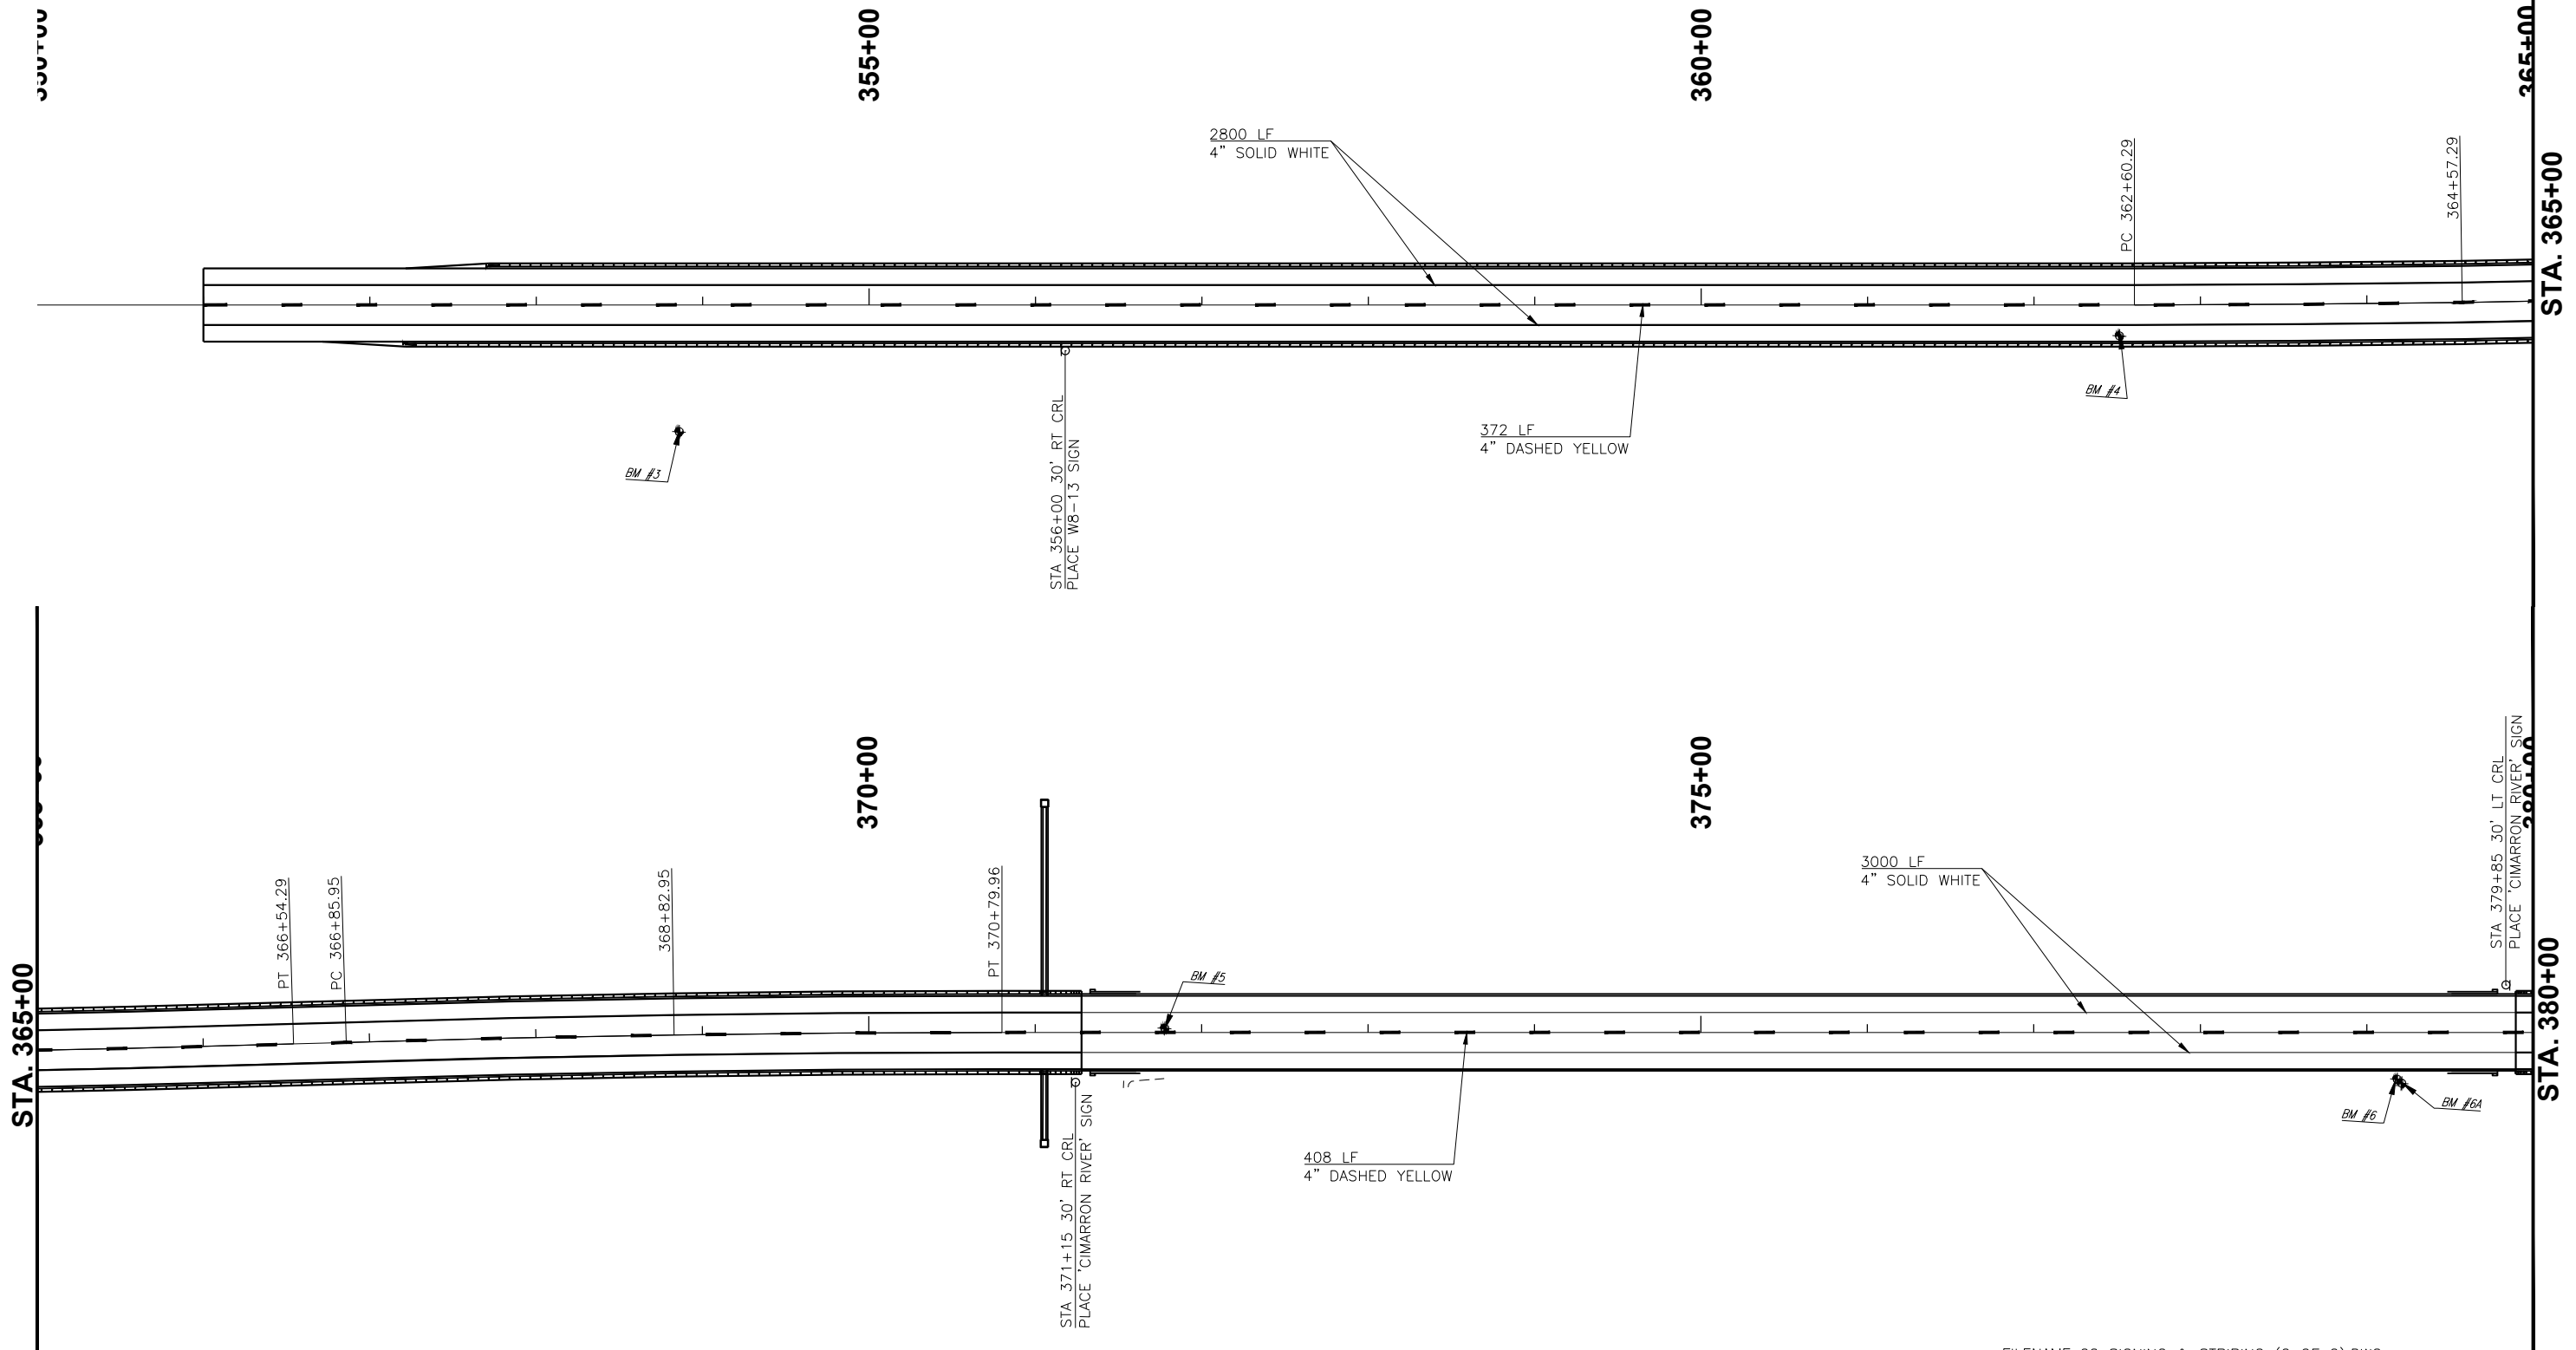 355+00
360+00
365+00
2800 LF
4” SOLID WHITE
PC 362+60.29
364+57.29
STA. 365+00
BM #3
STA 356+00 30' RT CRL
PLACE W8-13 SIGN
372 LF
4” DASHED YELLOW
BM #4
370+00
375+00
STA 379+85 30' LT CRL
PLACE 'CIMARRON RIVER' SIGN
STA. 365+00
PT 366+54.29
PC 366+85.95
368+82.95
PT 370+79.96
BM #5
3000 LF
4” SOLID WHITE
STA. 380+00
STA 371+15 30' RT CRL
PLACE 'CIMARRON RIVER' SIGN
408 LF
4” DASHED YELLOW
BM #6
BM #6A